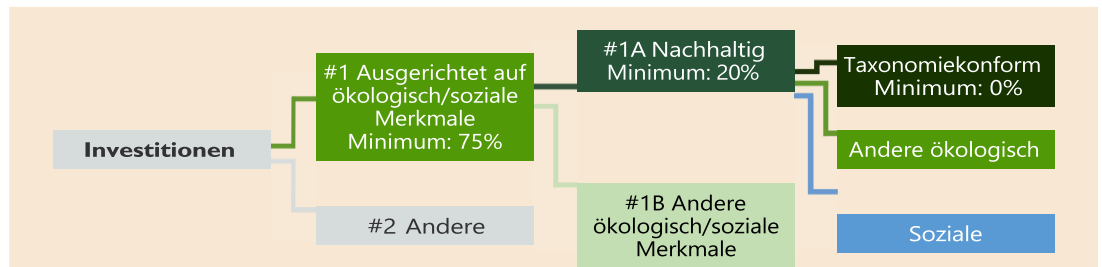 Investitionen
#1 Ausgerichtet auf
ökologisch/soziale
Merkmale
Minimum: 75%
#2 Andere
#1A Nachhaltig
Minimum: 20%
#1B Andere
ökologisch/soziale
Merkmale
Taxonomiekonform
Minimum: 0%
Andere ökologisch
Soziale